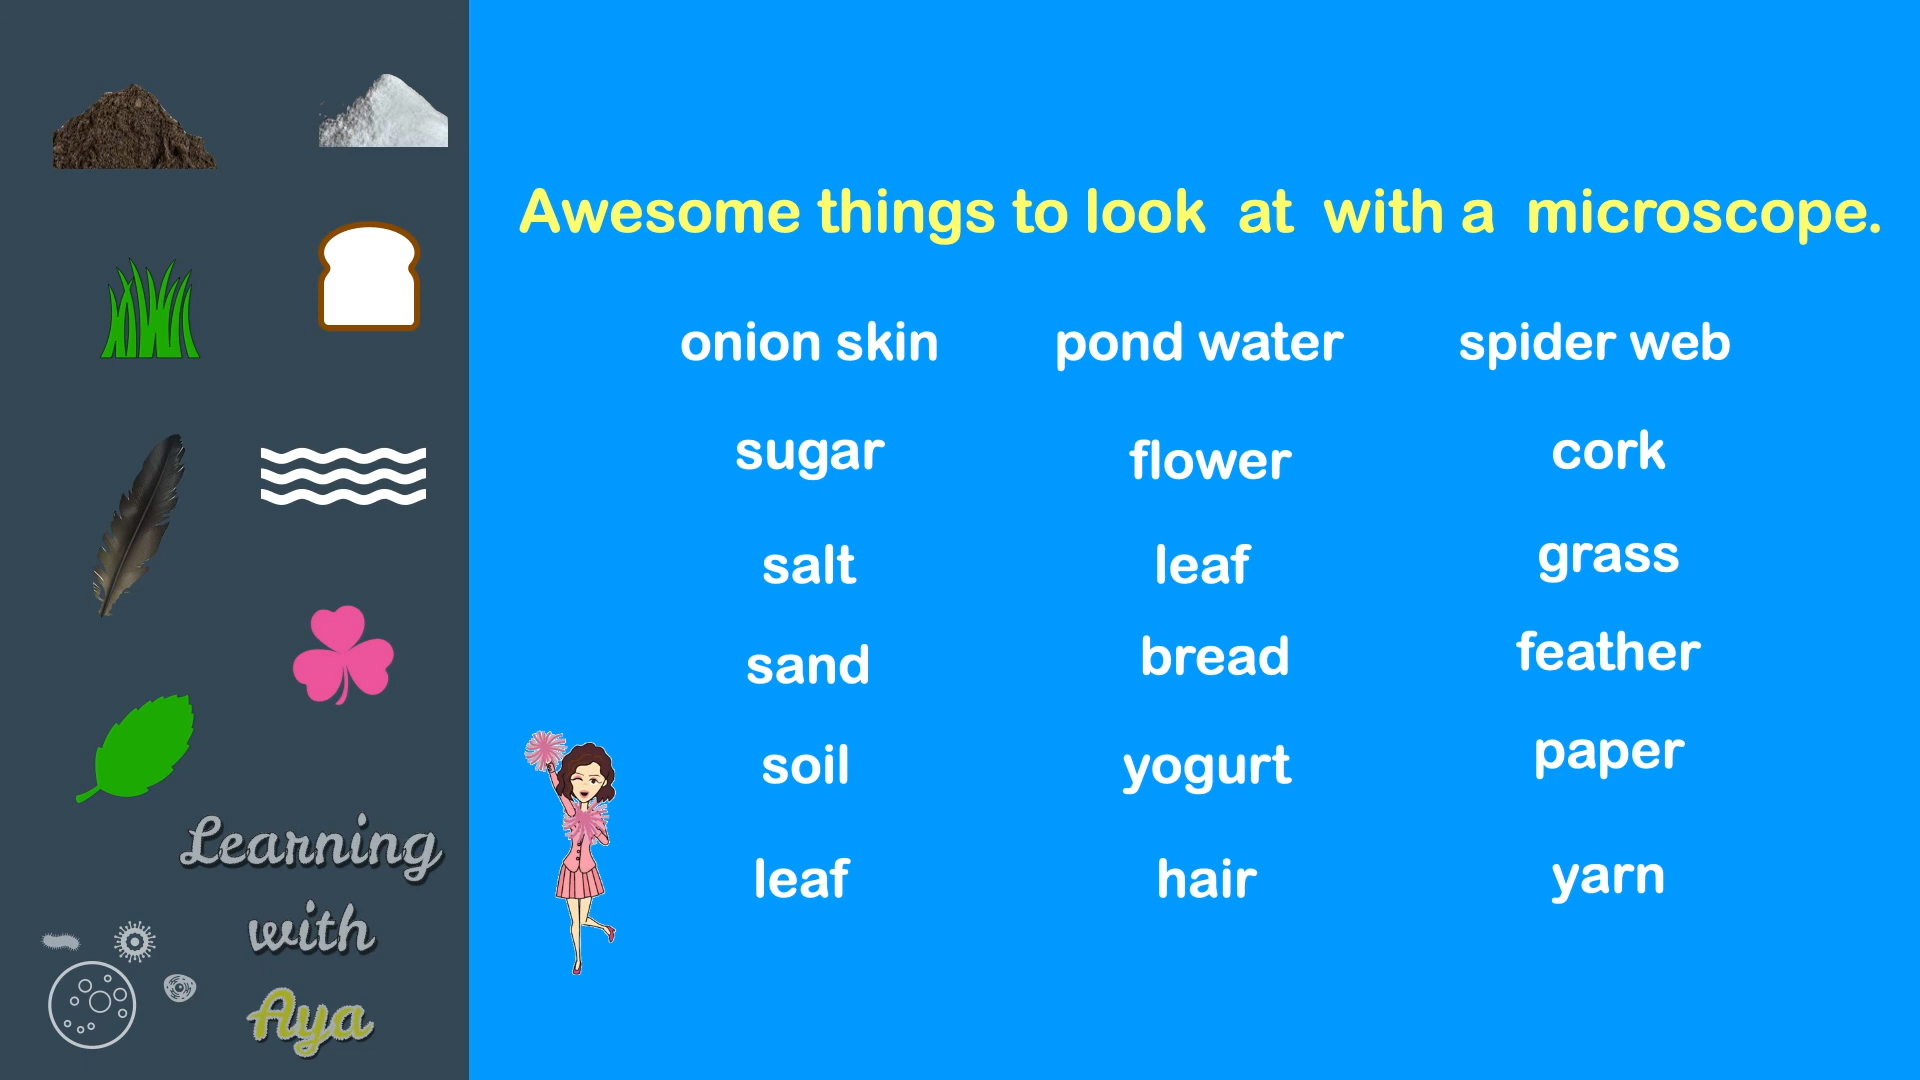 Awesome things to look at with a microscope.
onion skin pond water spider web
sugar flower cork
salt leaf grass
sand bread feather
soil yogurt paper
leaf hair yarn
Learning
with
Aya